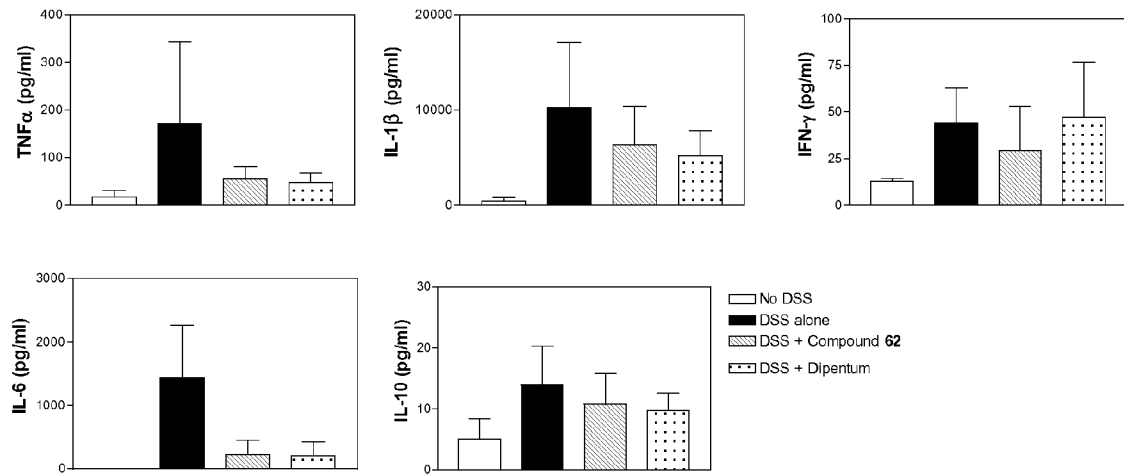 TNFα (pg/ml)
400
300
200
100
0
IL-1β (pg/ml)
20000
10000
0
IFN-γ (pg/ml)
100
75
50
25
0
IL-6 (pg/ml)
3000
2000
1000
0
IL-10 (pg/ml)
30
20
10
0
No DSS
DSS alone
DSS + Compound 62
DSS + Dipentum